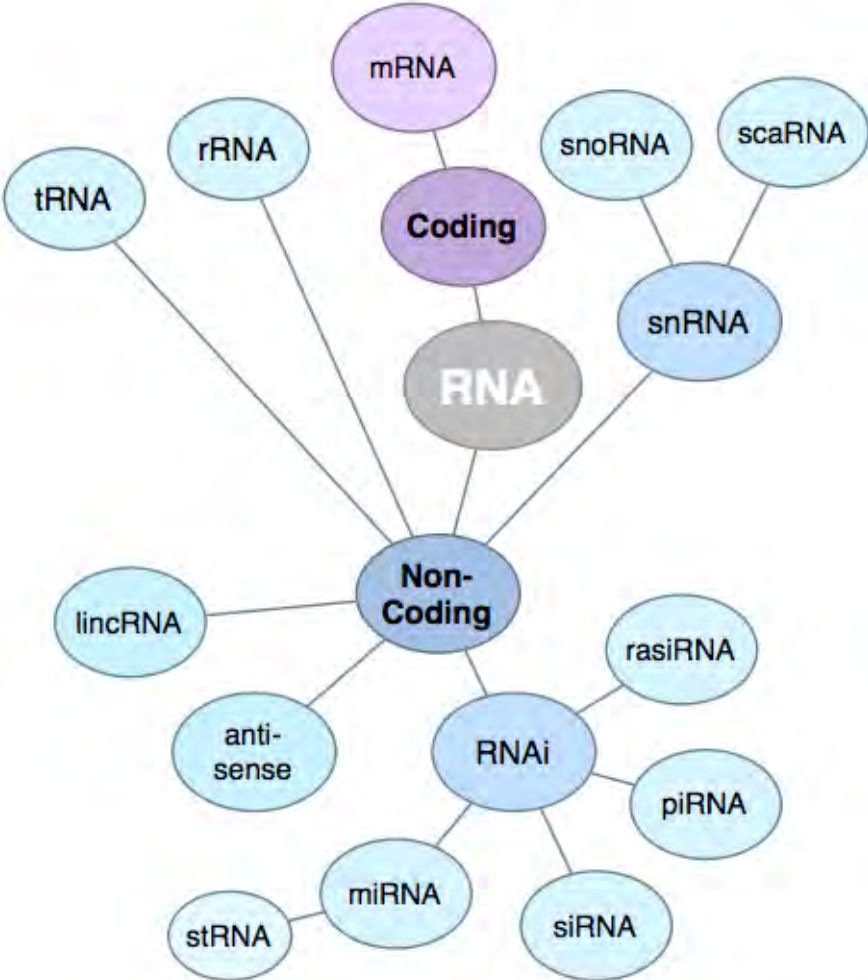 mRNA
rRNA
snoRNA
scaRNA
tRNA
Coding
snRNA
RNA
Non-
Coding
lincRNA
rasiRNA
anti-
sense
RNAi
piRNA
miRNA
stRNA
siRNA